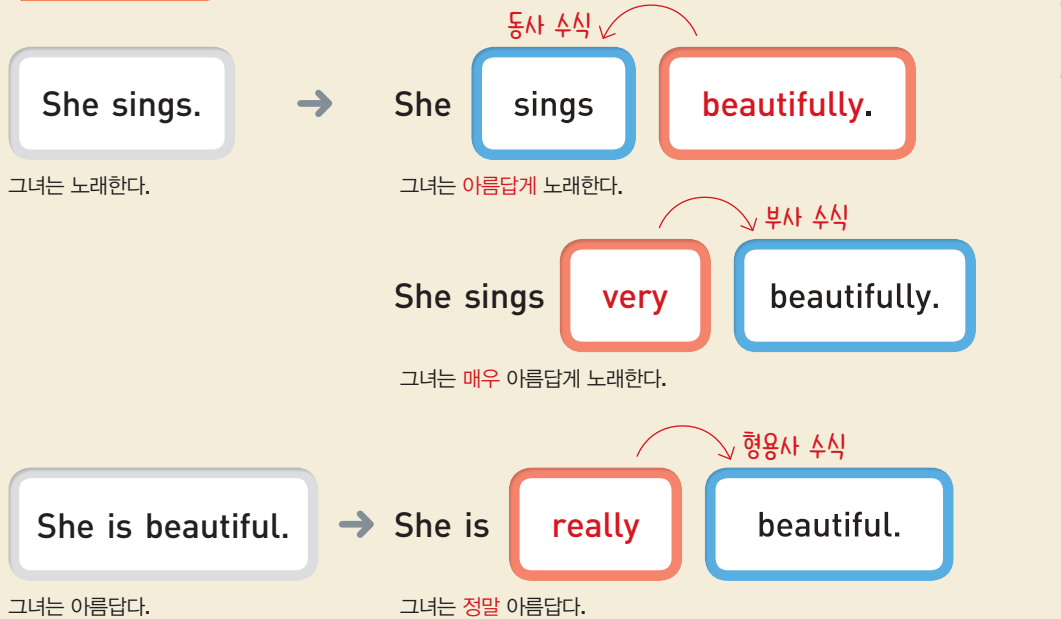 동사 수식
She sings. → She sings beautifully.
그녀는 노래한다. 그녀는 아름답게 노래한다.
부사 수식
She sings very beautifully.
그녀는 매우 아름답게 노래한다.
형용사 수식
She is beautiful. → She is really beautiful.
그녀는 아름답다. 그녀는 정말 아름답다.